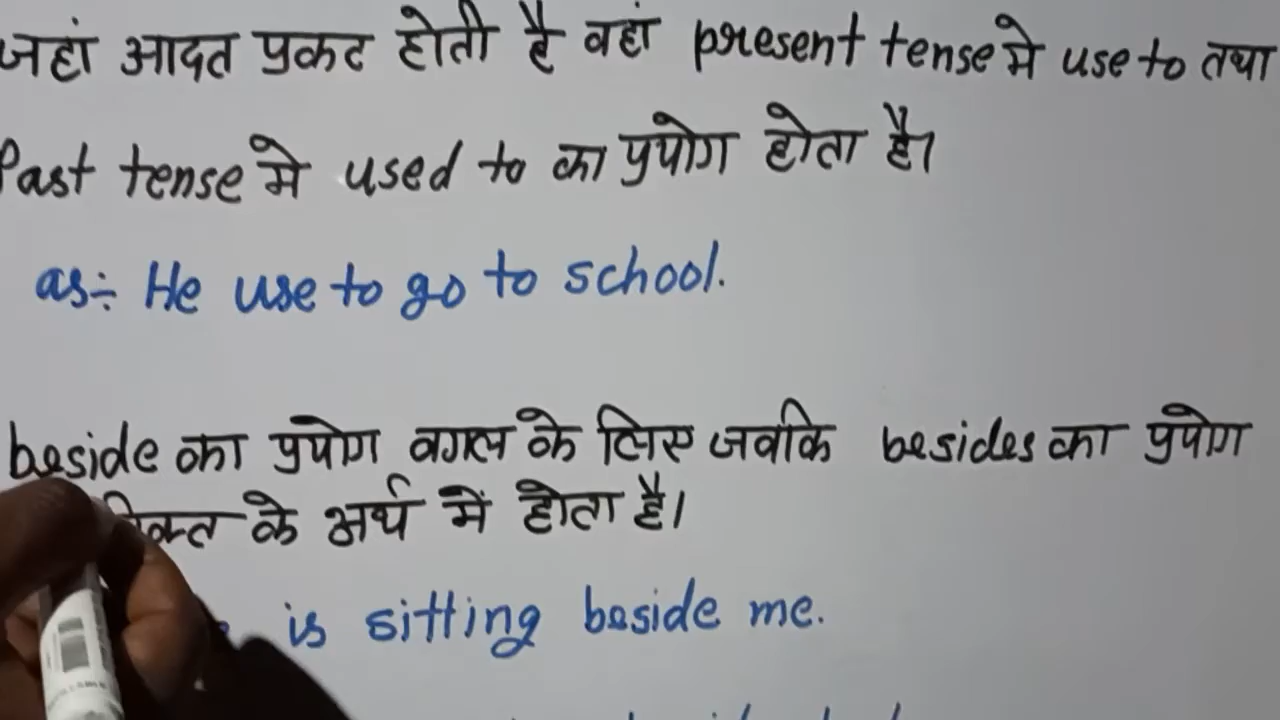 जहां आदत प्रकट होती है वहां present tense मे use to तथा
Past tense मे used to का प्रयोग होता है।
as÷ He use to go to school.
beside का प्रयोग वगल के लिए जबकि besides का प्रयोग
के अर्थ में होता है।
is sitting beside me.